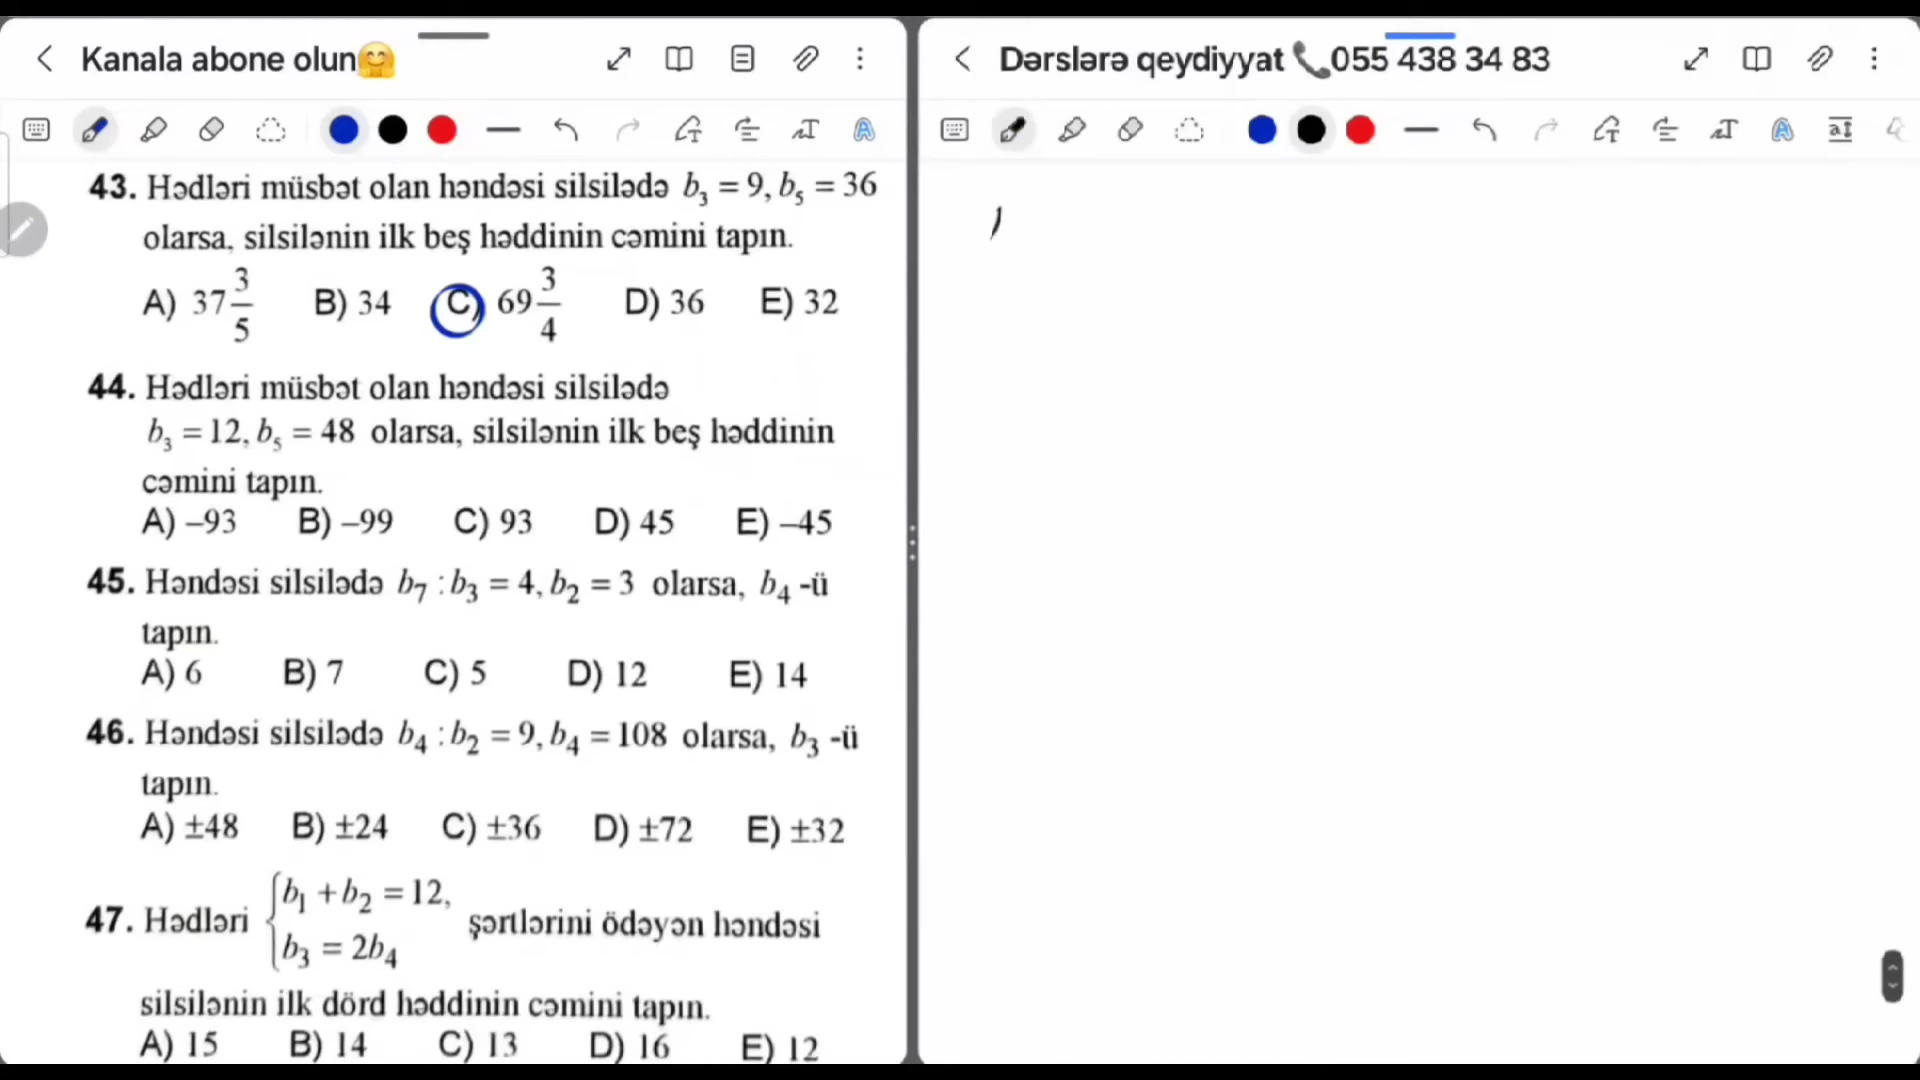 Kanala abone olun🤗
43. Hədləri müsbət olan həndəsi silsilədə b₃ = 9, b₅ = 36
olarsa, silsilənin ilk beş həddinin cəmini tapın.
A) 37 3/5 B) 34 C) 69 3/4 D) 36 E) 32
44. Hədləri müsbət olan həndəsi silsilədə
b₃ = 12, b₅ = 48 olarsa, silsilənin ilk beş həddinin
cəmini tapın.
A) –93 B) –99 C) 93 D) 45 E) –45
45. Həndəsi silsilədə b₇ : b₃ = 4, b₂ = 3 olarsa, b₄ -ü
tapın.
A) 6 B) 7 C) 5 D) 12 E) 14
46. Həndəsi silsilədə b₄ : b₂ = 9, b₄ = 108 olarsa, b₃ -ü
tapın.
A) ±48 B) ±24 C) ±36 D) ±72 E) ±32
47. Hədləri { b₁ + b₂ = 12, b₃ = 2b₄ şərtlərini ödəyən həndəsi
silsilənin ilk dörd həddinin cəmini tapın.
A) 15 B) 14 C) 13 D) 16 E) 12
Dərslərə qeydiyyat 📞055 438 34 83